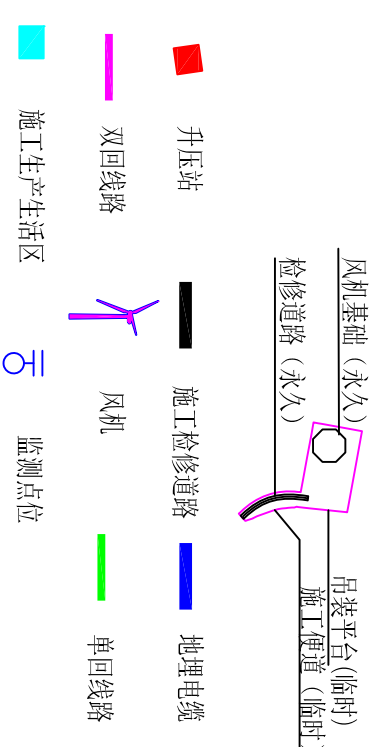 风机基础（永久）
吊装平台(临时)
检修道路（永久）
施工便道（临时）
升压站
施工检修道路
地埋电缆
双回线路
风机
单回线路
施工生产生活区
监测点位